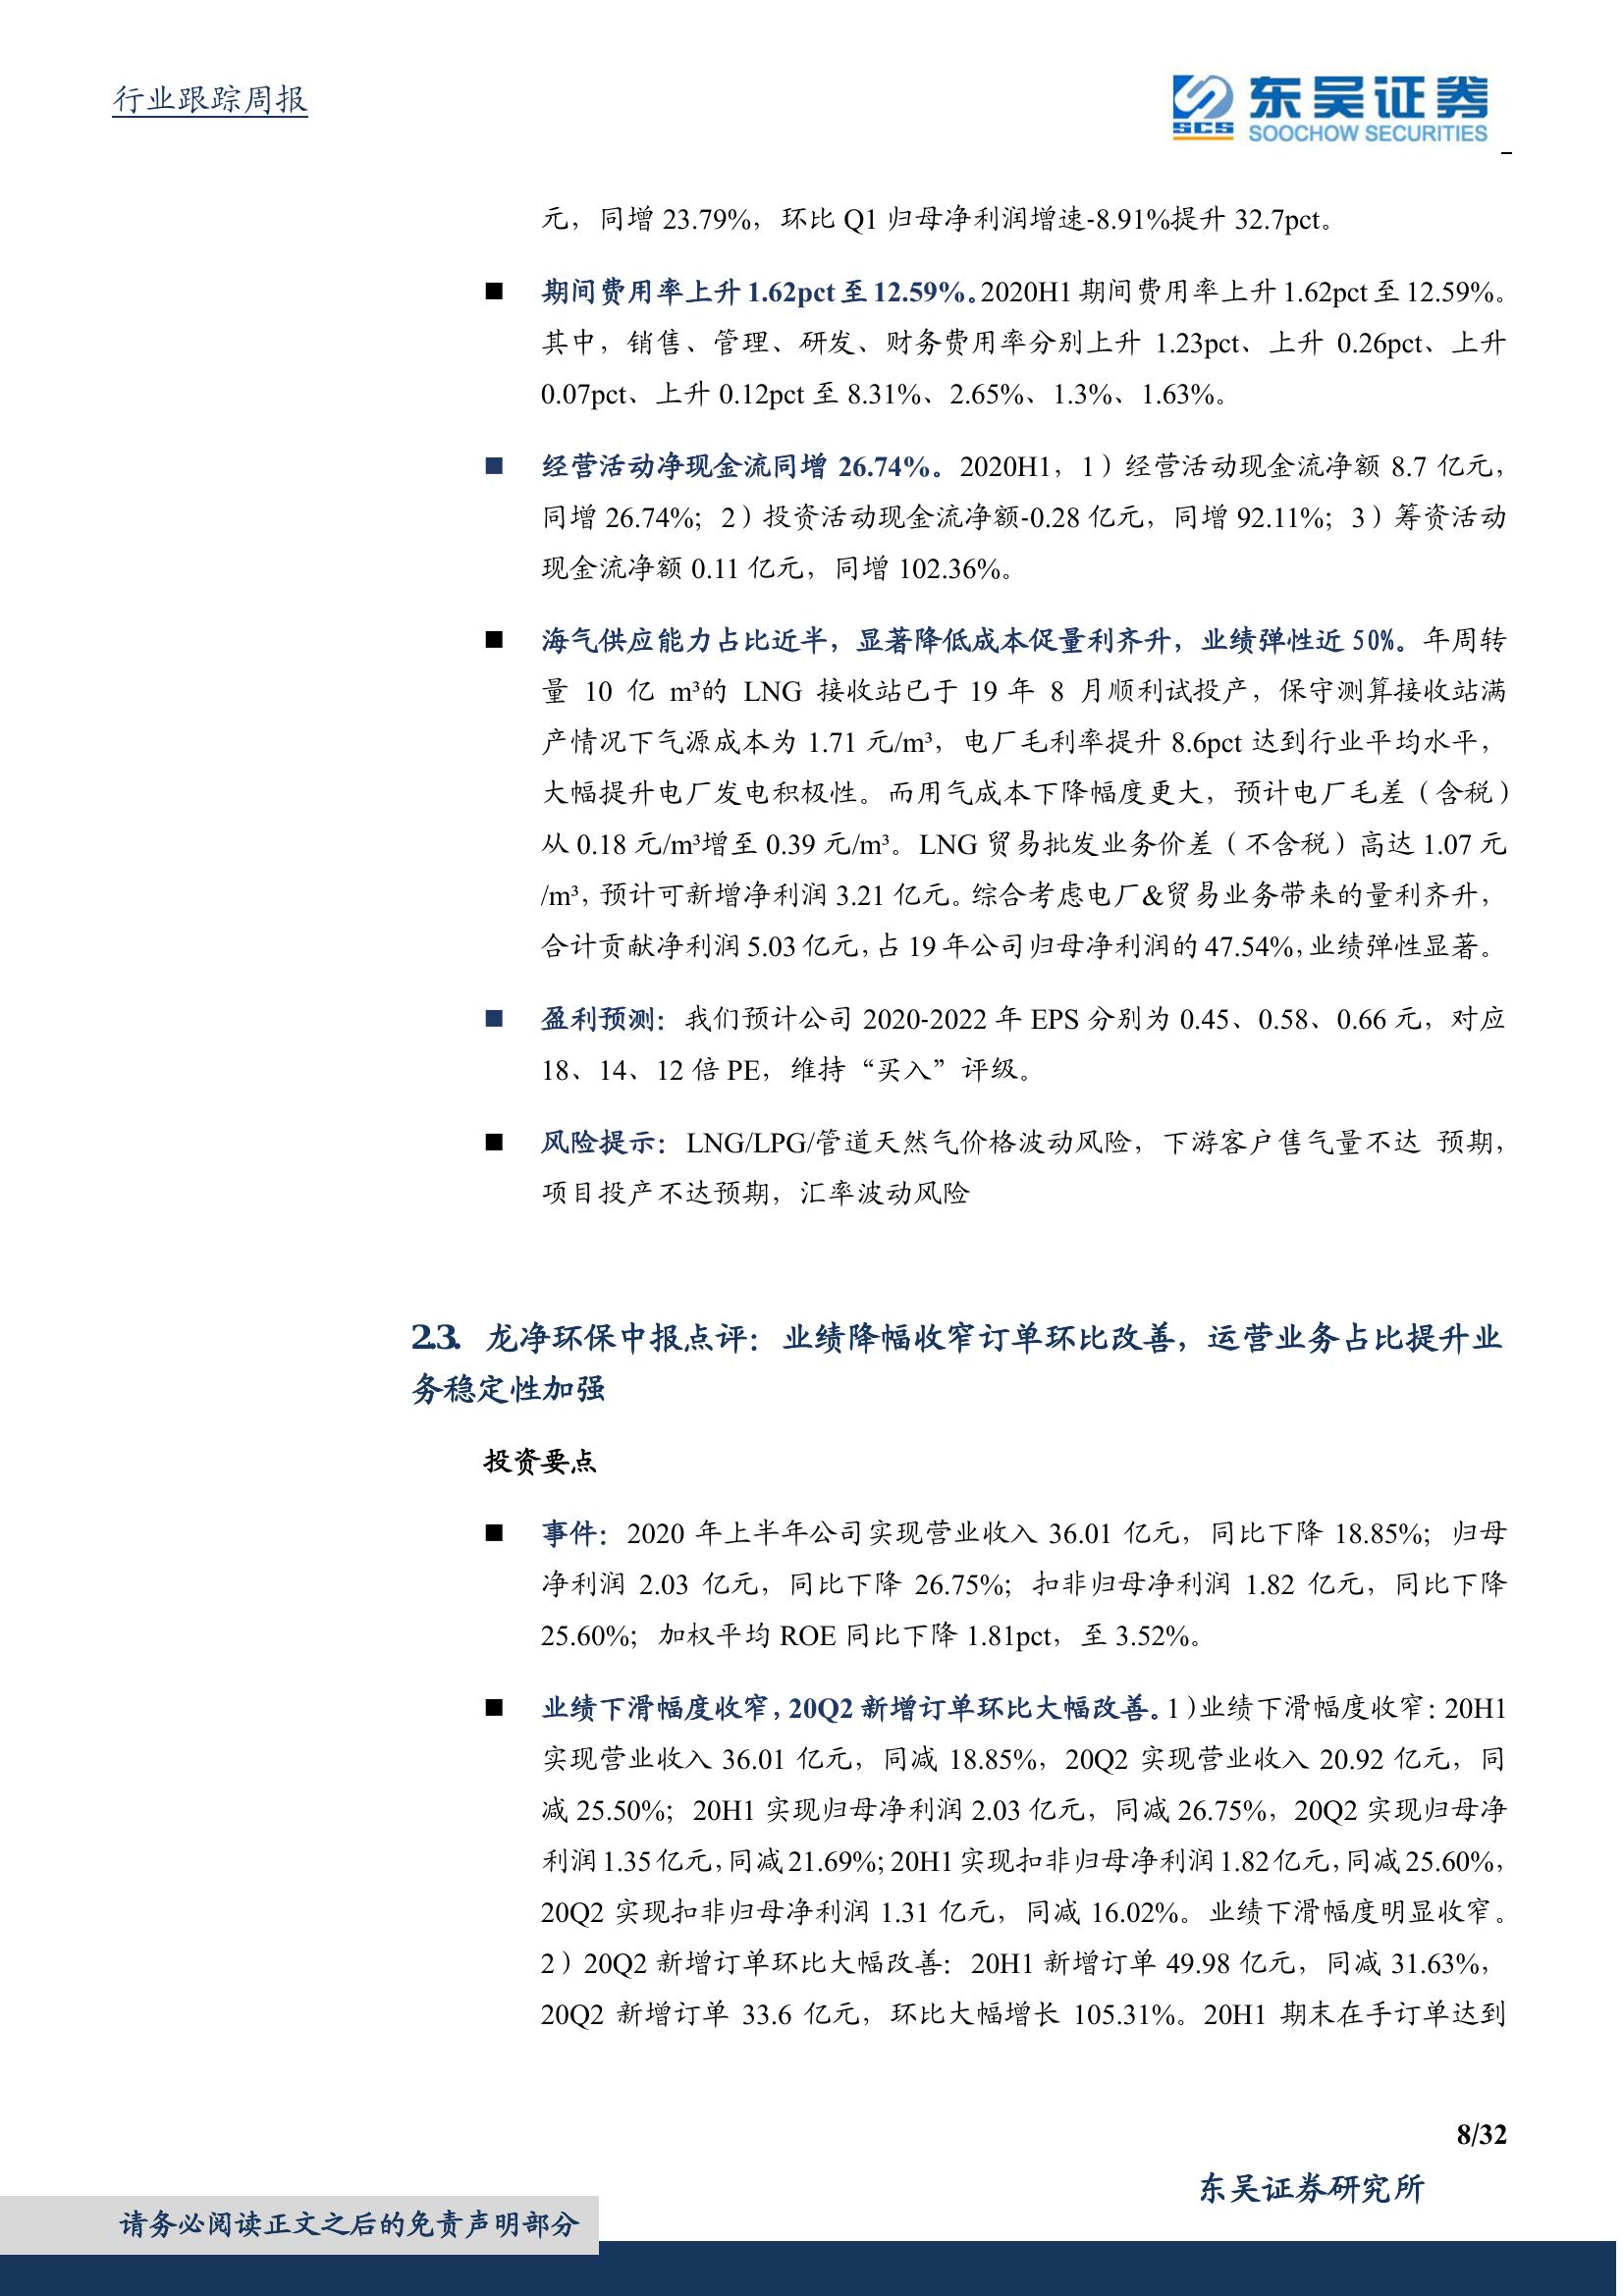 行业跟踪周报
SCS 东吴证券
SOOCHOW SECURITIES
元，同增 23.79%，环比 Q1 归母净利润增速-8.91%提升 32.7pct。
■ 期间费用率上升 1.62pct 至 12.59%。2020H1 期间费用率上升 1.62pct 至 12.59%。
其中，销售、管理、研发、财务费用率分别上升 1.23pct、上升 0.26pct、上升
0.07pct、上升 0.12pct 至 8.31%、2.65%、1.3%、1.63%。
■ 经营活动净现金流同增 26.74%。2020H1，1）经营活动现金流净额 8.7 亿元，
同增 26.74%；2）投资活动现金流净额-0.28 亿元，同增 92.11%；3）筹资活动
现金流净额 0.11 亿元，同增 102.36%。
■ 海气供应能力占比近半，显著降低成本促量利齐升，业绩弹性近 50%。年周转
量 10 亿 m³的 LNG 接收站已于 19 年 8 月顺利试投产，保守测算接收站满
产情况下气源成本为 1.71 元/m³，电厂毛利率提升 8.6pct 达到行业平均水平，
大幅提升电厂发电积极性。而用气成本下降幅度更大，预计电厂毛差（含税）
从 0.18 元/m³增至 0.39 元/m³。LNG 贸易批发业务价差（不含税）高达 1.07 元
/m³，预计可新增净利润 3.21 亿元。综合考虑电厂&贸易业务带来的量利齐升，
合计贡献净利润 5.03 亿元，占 19 年公司归母净利润的 47.54%，业绩弹性显著。
■ 盈利预测：我们预计公司 2020-2022 年 EPS 分别为 0.45、0.58、0.66 元，对应
18、14、12 倍 PE，维持“买入”评级。
■ 风险提示：LNG/LPG/管道天然气价格波动风险，下游客户售气量不达 预期，
项目投产不达预期，汇率波动风险
2.3. 龙净环保中报点评：业绩降幅收窄订单环比改善，运营业务占比提升业
务稳定性加强
投资要点
■ 事件：2020 年上半年公司实现营业收入 36.01 亿元，同比下降 18.85%；归母
净利润 2.03 亿元，同比下降 26.75%；扣非归母净利润 1.82 亿元，同比下降
25.60%；加权平均 ROE 同比下降 1.81pct，至 3.52%。
■ 业绩下滑幅度收窄，20Q2 新增订单环比大幅改善。1）业绩下滑幅度收窄：20H1
实现营业收入 36.01 亿元，同减 18.85%，20Q2 实现营业收入 20.92 亿元，同
减 25.50%；20H1 实现归母净利润 2.03 亿元，同减 26.75%，20Q2 实现归母净
利润 1.35 亿元，同减 21.69%；20H1 实现扣非归母净利润 1.82 亿元，同减 25.60%，
20Q2 实现扣非归母净利润 1.31 亿元，同减 16.02%。业绩下滑幅度明显收窄。
2）20Q2 新增订单环比大幅改善：20H1 新增订单 49.98 亿元，同减 31.63%，
20Q2 新增订单 33.6 亿元，环比大幅增长 105.31%。20H1 期末在手订单达到
8/32
东吴证券研究所
请务必阅读正文之后的免责声明部分